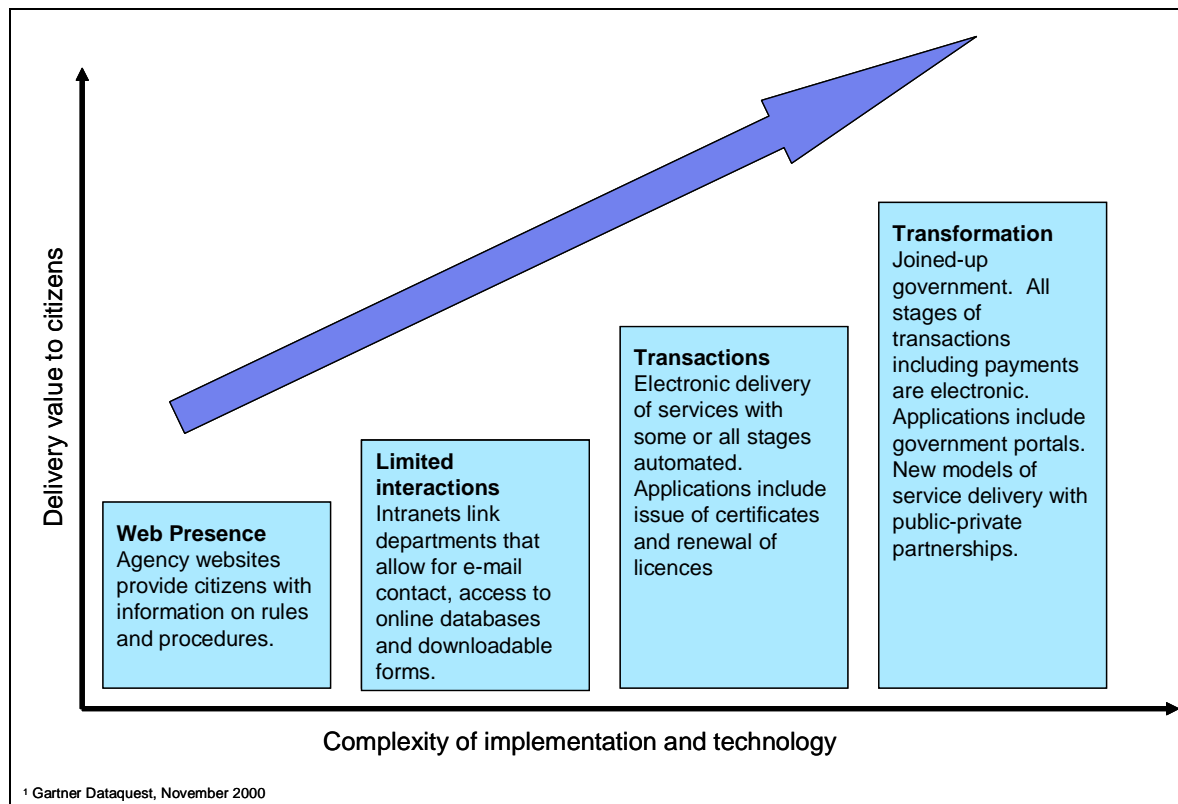 Delivery value to citizens
Web Presence
Agency websites
provide citizens with
information on rules
and procedures.
Limited
interactions
Intranets link
departments that
allow for e-mail
contact, access to
online databases
and downloadable
forms.
Transactions
Electronic delivery
of services with
some or all stages
automated.
Applications include
issue of certificates
and renewal of
licences
Transformation
Joined-up
government.  All
stages of
transactions
including payments
are electronic.
Applications include
government portals.
New models of
service delivery with
public-private
partnerships.
Complexity of implementation and technology
¹ Gartner Dataquest, November 2000